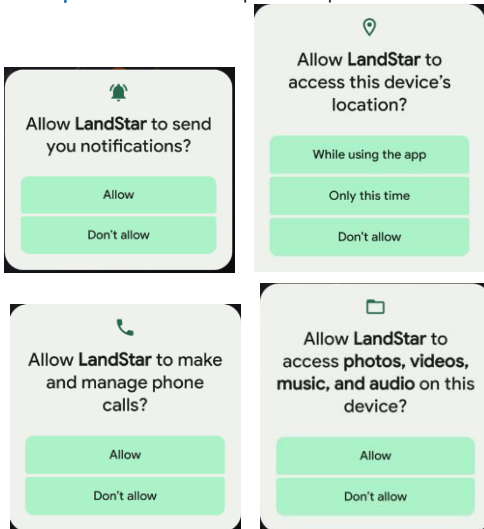 Allow LandStar to send
you notifications?
Allow
Don't allow
Allow LandStar to
access this device's
location?
While using the app
Only this time
Don't allow
Allow LandStar to make
and manage phone
calls?
Allow
Don't allow
Allow LandStar to
access photos, videos,
music, and audio on this
device?
Allow
Don't allow